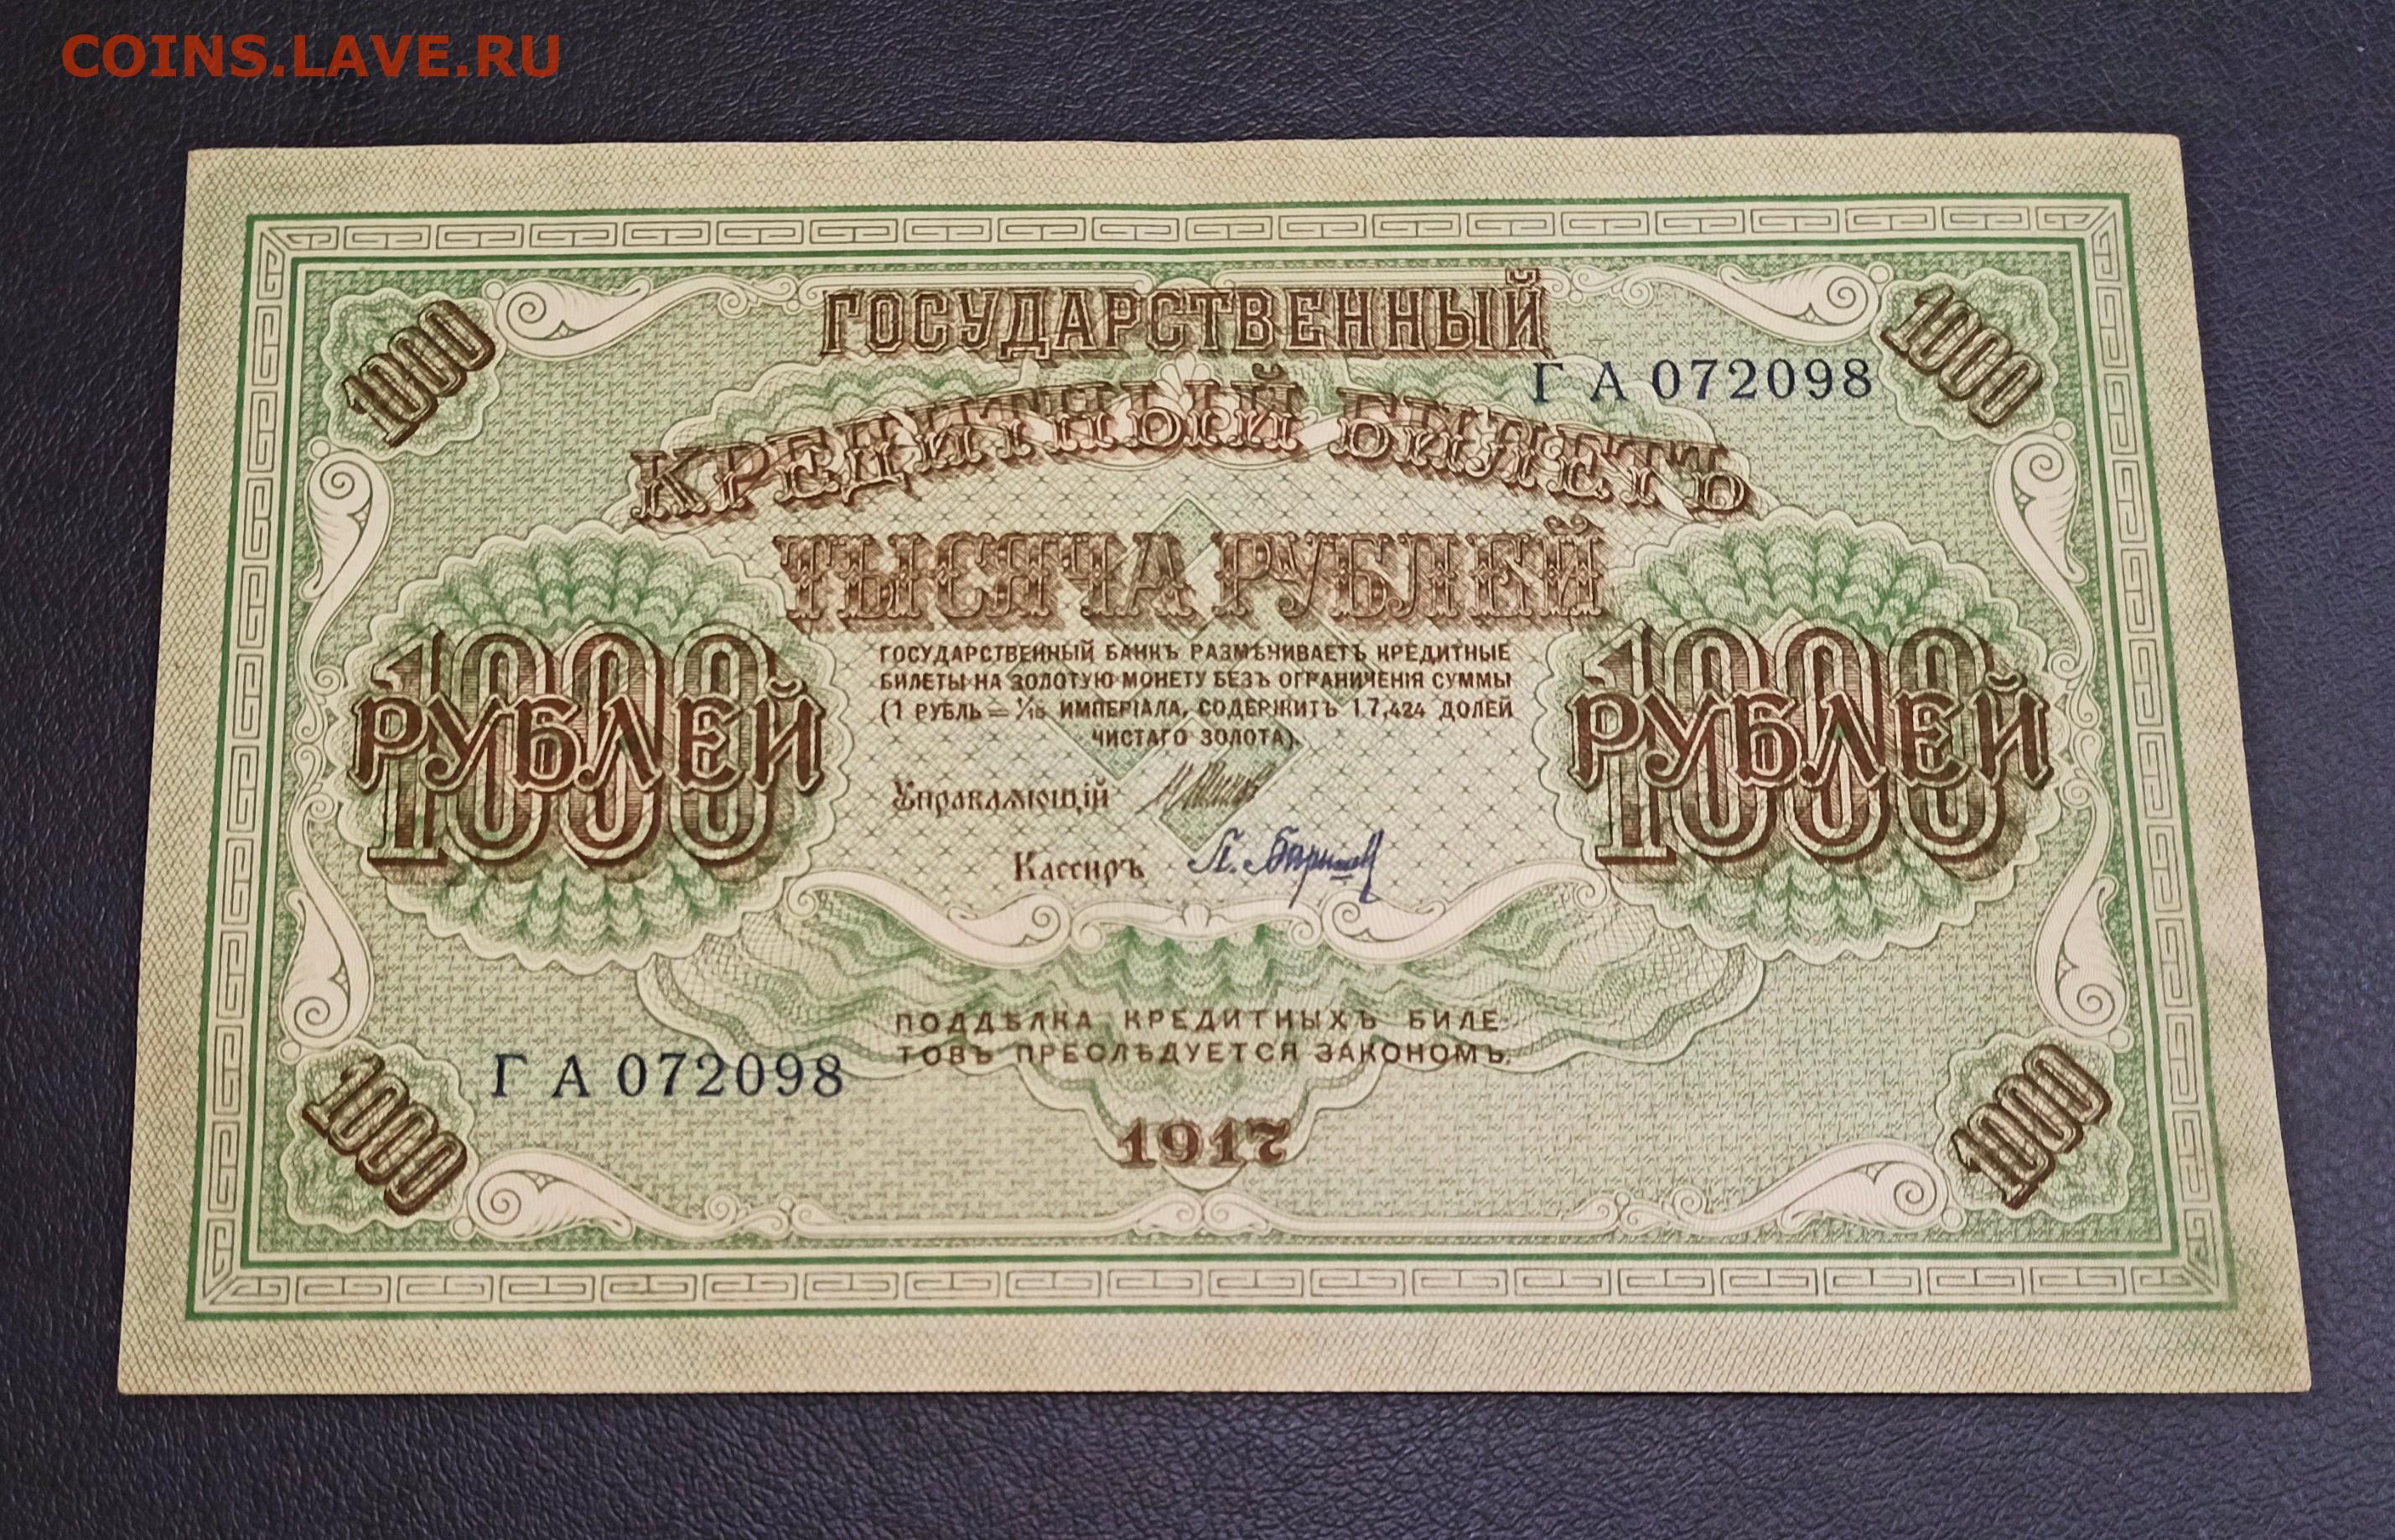 COINS.LAVE.RU
1000
ГОСУДАРСТВЕННЫЙ
1000
ГА 072098
КРЕДИТНЫЙ БИЛЕТЪ
ТЫСЯЧА РУБЛЕЙ
1000
РУБЛЕЙ
ГОСУДАРСТВЕННЫЙ БАНКЪ РАЗМѢНИВАЕТЪ КРЕДИТНЫЕ
БИЛЕТЫ НА ЗОЛОТУЮ МОНЕТУ БЕЗЪ ОГРАНИЧЕНІЯ СУММЫ
(1 РУБЛЬ = 1/15 ИМПЕРІАЛА, СОДЕРЖИТЪ 17,424 ДОЛЕЙ
ЧИСТАГО ЗОЛОТА).
1000
РУБЛЕЙ
Управляющій
Кассиръ
ПОДДѢЛКА КРЕДИТНЫХЪ БИЛЕ-
ТОВЪ ПРЕСЛѢДУЕТСЯ ЗАКОНОМЪ.
ГА 072098
1000
1917
1000